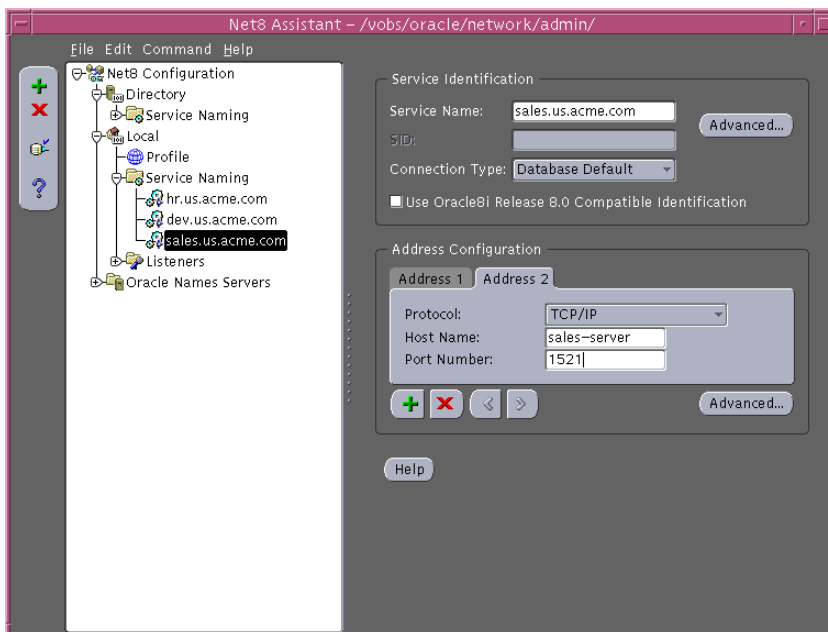 Net8 Assistant – /vobs/oracle/network/admin/
File Edit Command Help
Net8 Configuration
Directory
Service Naming
Local
Profile
Service Naming
hr.us.acme.com
dev.us.acme.com
sales.us.acme.com
Listeners
Oracle Names Servers
Service Identification
Service Name: sales.us.acme.com
Advanced...
SID:
Connection Type: Database Default
Use Oracle8i Release 8.0 Compatible Identification
Address Configuration
Address 1 Address 2
Protocol: TCP/IP
Host Name: sales-server
Port Number: 1521
Advanced...
Help